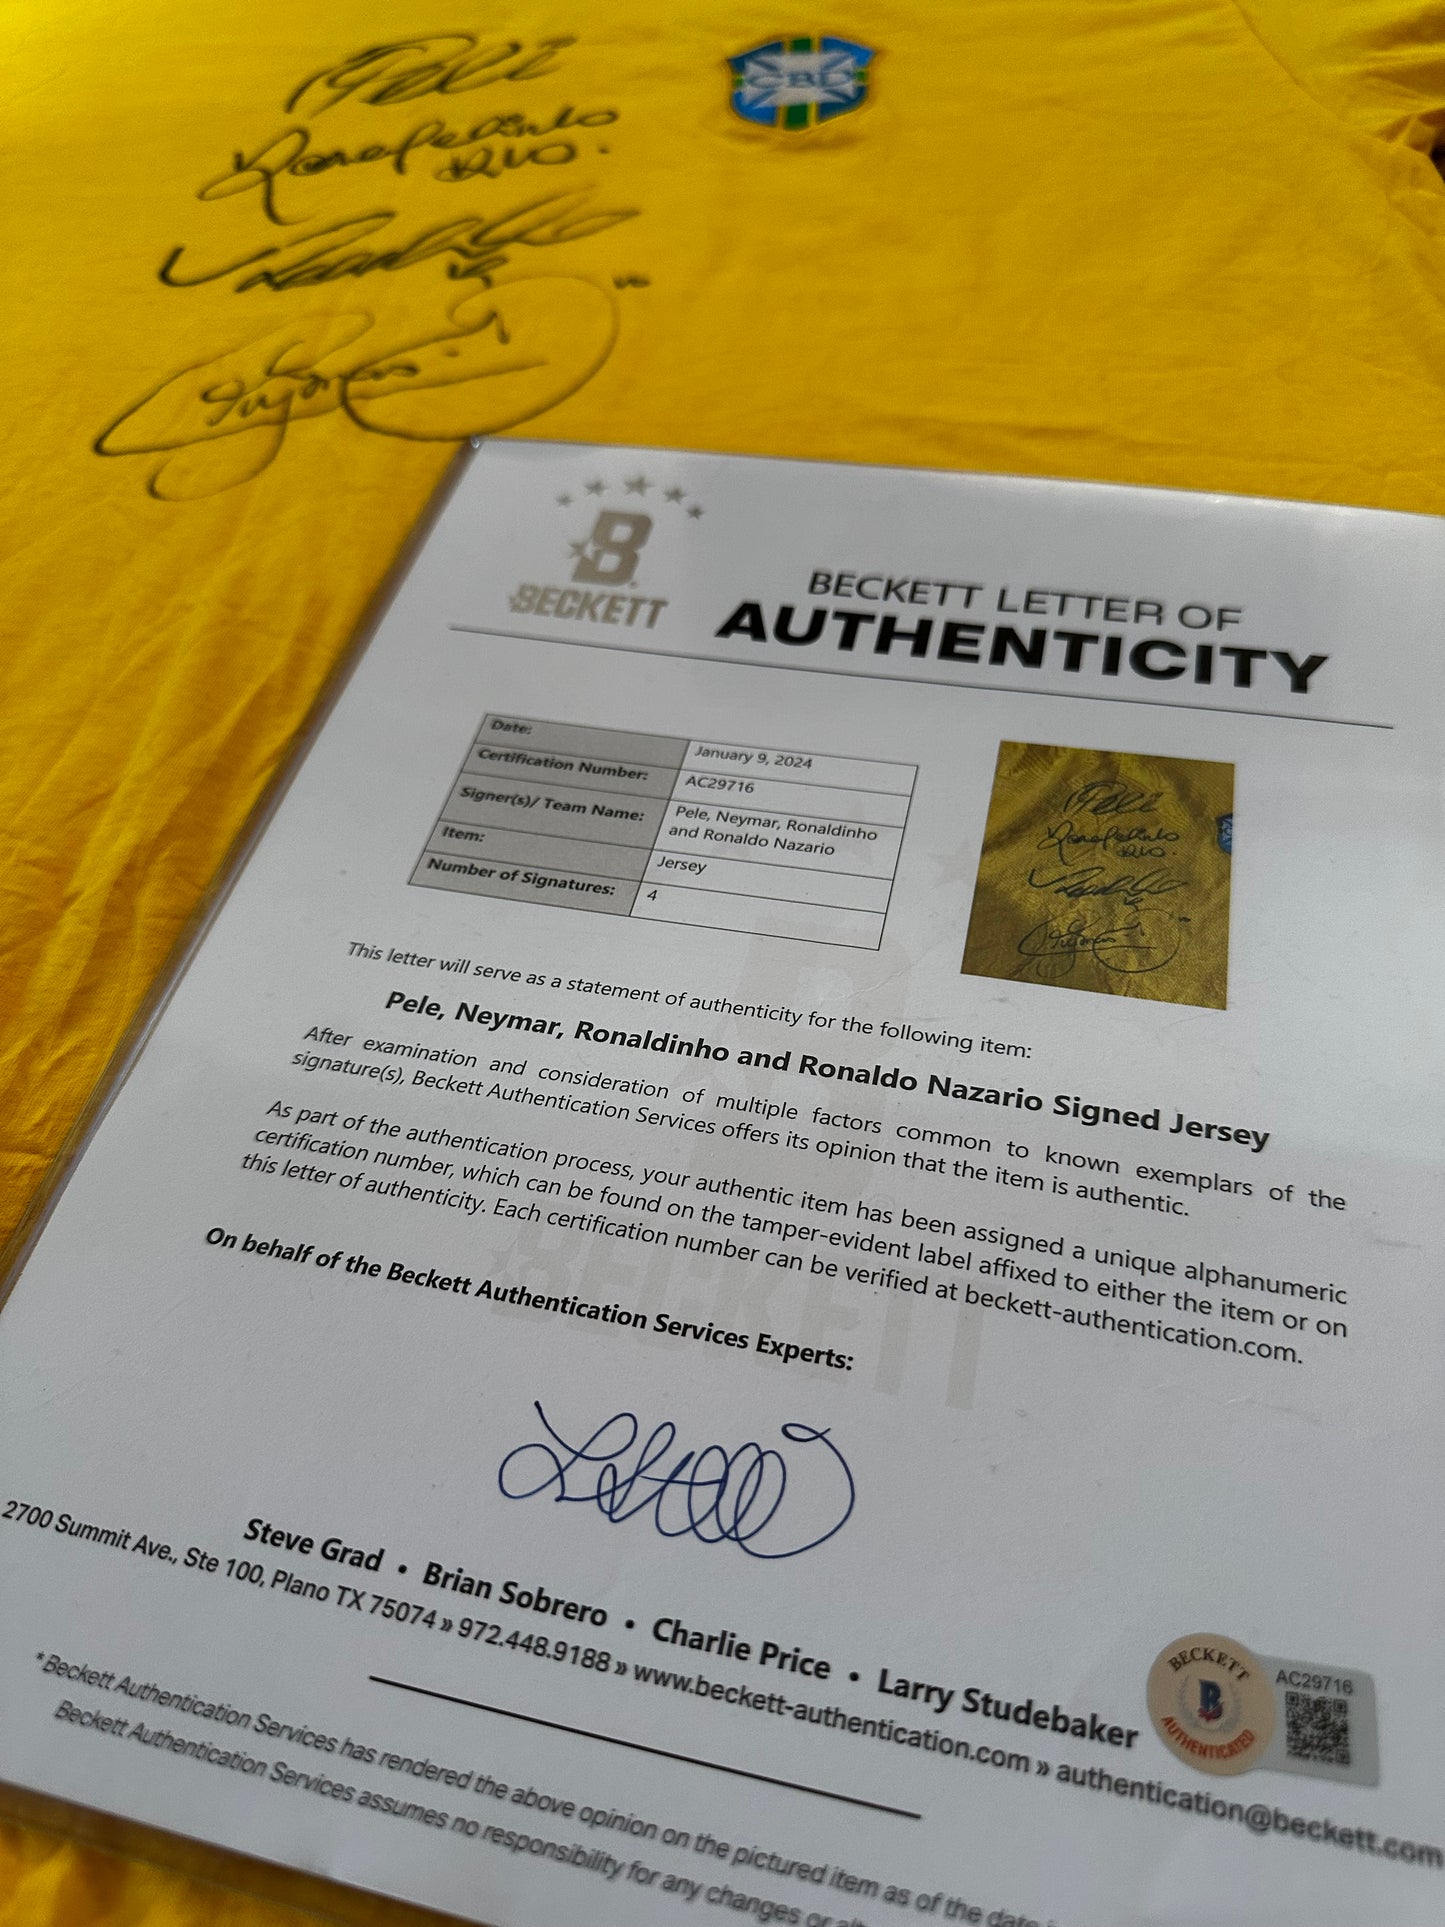 Pelé
Ronaldinho
R10.
CBD
BECKETT
BECKETT LETTER OF
AUTHENTICITY
Date: January 9, 2024
Certification Number: AC29716
Signer(s)/ Team Name: Pele, Neymar, Ronaldinho
and Ronaldo Nazario
Item: Jersey
Number of Signatures: 4
This letter will serve as a statement of authenticity for the following item:
Pele, Neymar, Ronaldinho and Ronaldo Nazario Signed Jersey
After examination and consideration of multiple factors common to known exemplars of the
signature(s), Beckett Authentication Services offers its opinion that the item is authentic.
As part of the authentication process, your authentic item has been assigned a unique alphanumeric
certification number, which can be found on the tamper-evident label affixed to either the item or on
this letter of authenticity. Each certification number can be verified at beckett-authentication.com.
On behalf of the Beckett Authentication Services Experts:
Steve Grad • Brian Sobrero • Charlie Price • Larry Studebaker
2700 Summit Ave., Ste 100, Plano TX 75074 » 972.448.9188 » www.beckett-authentication.com » authentication@beckett.com
BECKETT
B
AUTHENTICATED
AC29716
*Beckett Authentication Services has rendered the above opinion on the pictured item as of the date
Beckett Authentication Services assumes no responsibility for any changes or